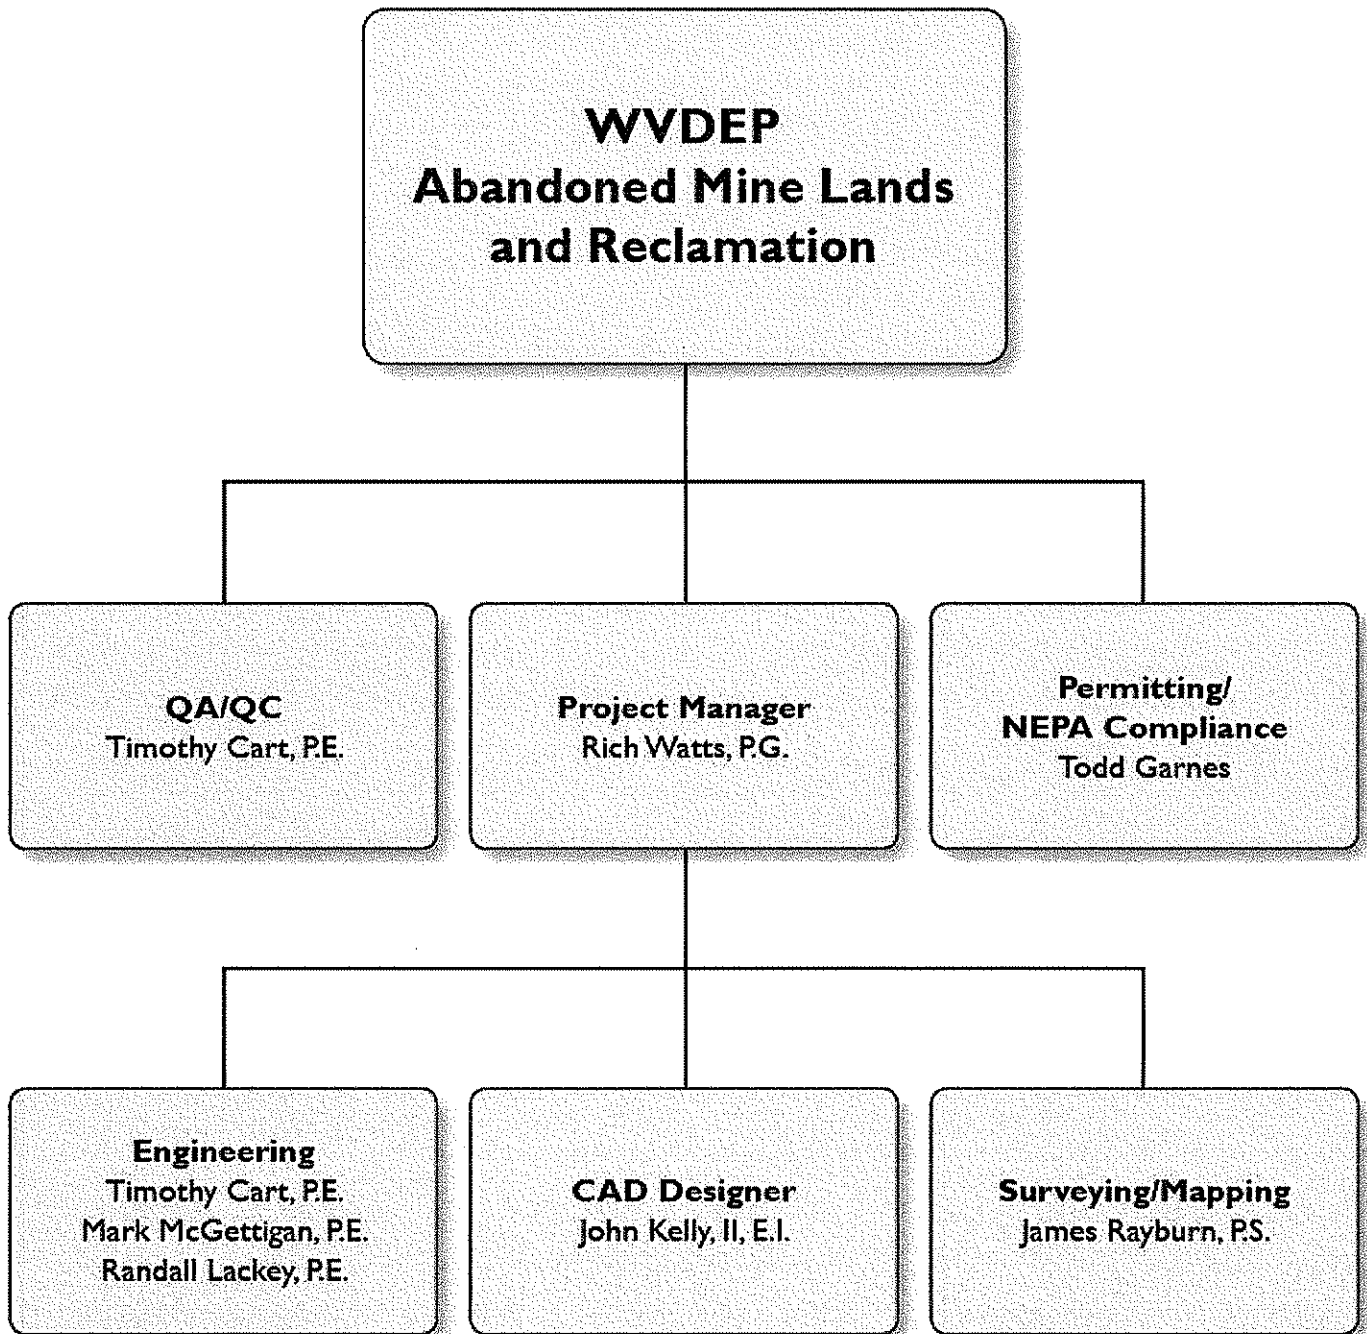 WVDEP
Abandoned Mine Lands
and Reclamation
QA/QC
Timothy Cart, P.E.
Project Manager
Rich Watts, P.G.
Permitting/
NEPA Compliance
Todd Garnes
Engineering
Timothy Cart, P.E.
Mark McGettigan, P.E.
Randall Lackey, P.E.
CAD Designer
John Kelly, II, E.I.
Surveying/Mapping
James Rayburn, P.S.